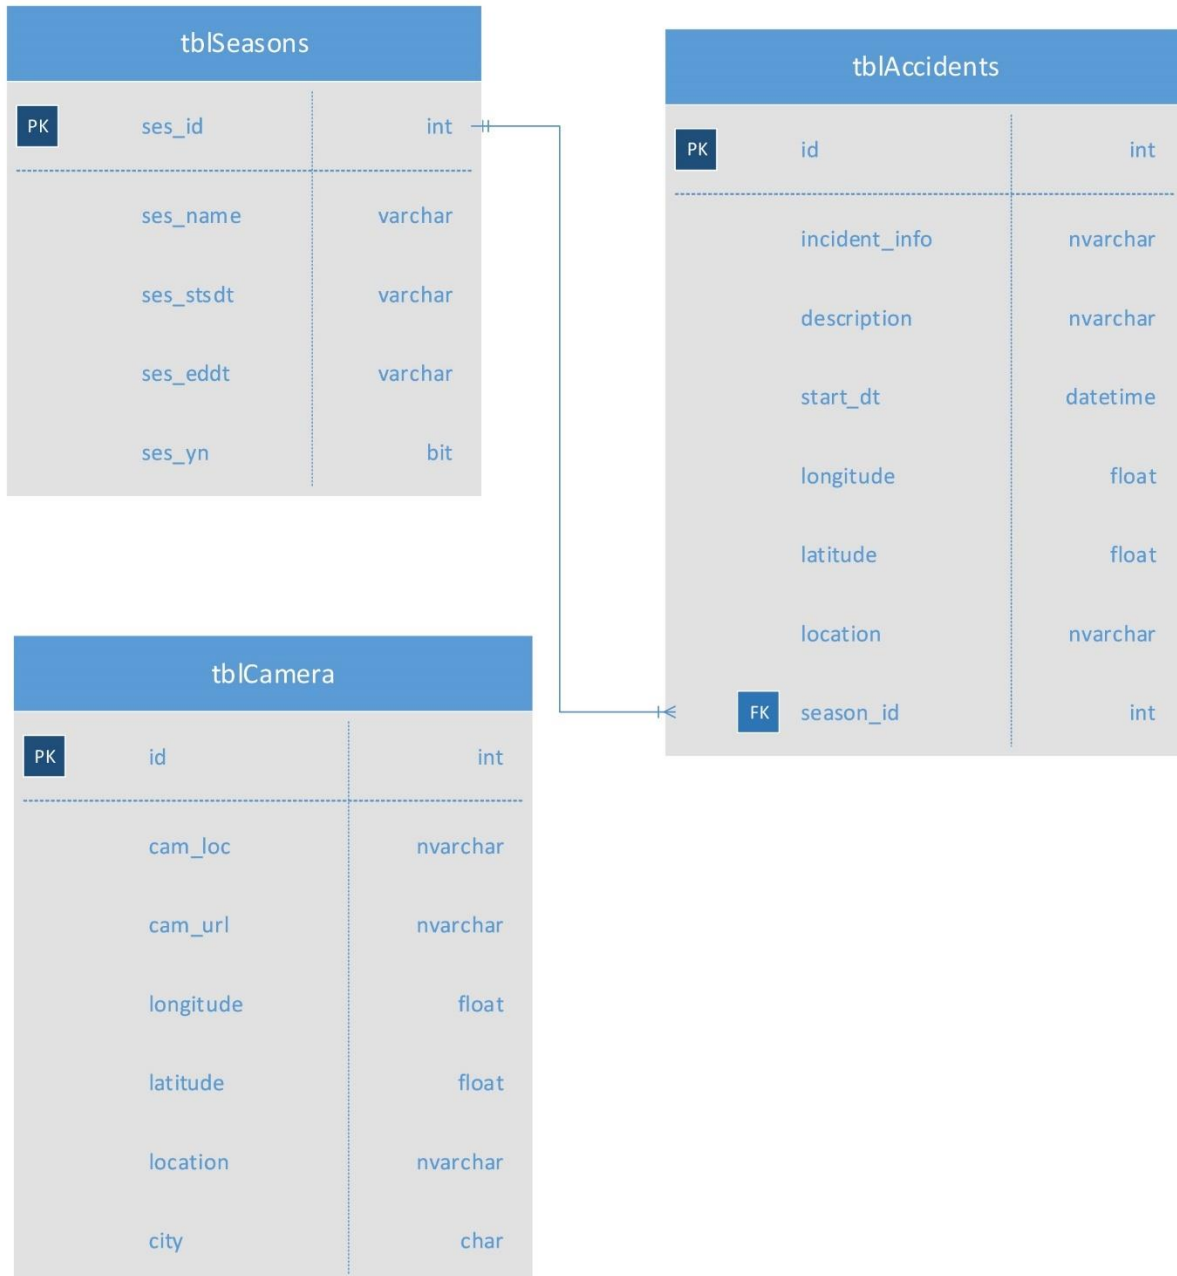 tblSeasons
PK ses_id int
ses_name varchar
ses_stsdt varchar
ses_eddt varchar
ses_yn bit
tblAccidents
PK id int
incident_info nvarchar
description nvarchar
start_dt datetime
longitude float
latitude float
location nvarchar
FK season_id int
tblCamera
PK id int
cam_loc nvarchar
cam_url nvarchar
longitude float
latitude float
location nvarchar
city char